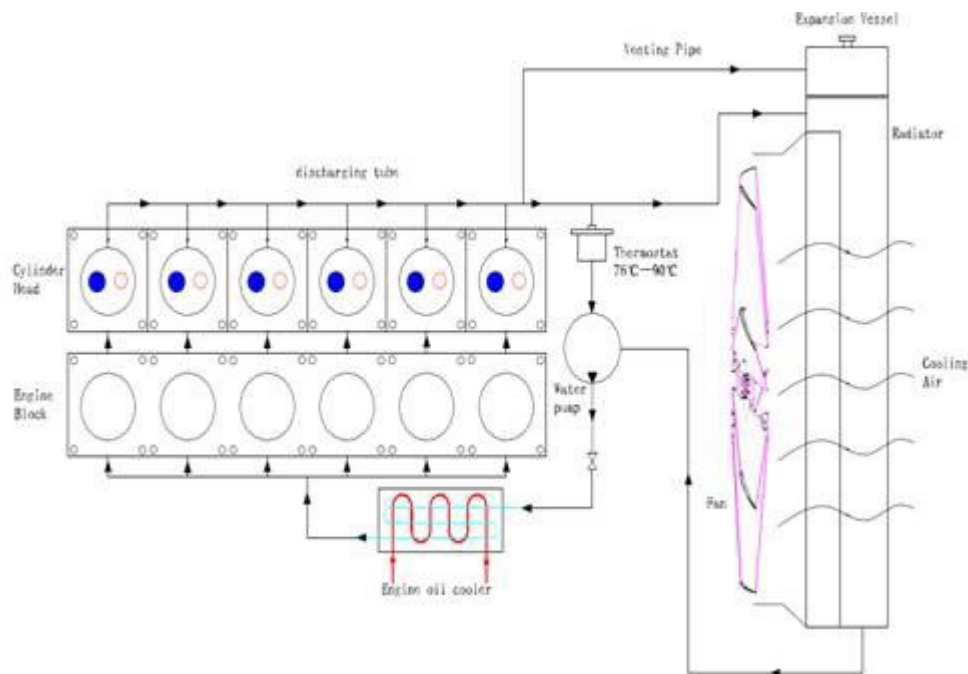 Expansion Vessel
Venting Pipe
Radiator
discharging tube
Cylinder
Head
Thermostat
76℃—90℃
Engine
Block
Water
pump
Cooling
Air
Fan
Engine oil cooler